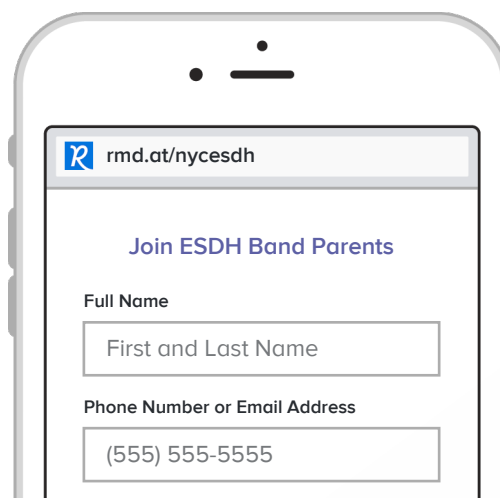 R rmd.at/nycesdh
Join ESDH Band Parents
Full Name
First and Last Name
Phone Number or Email Address
(555) 555-5555